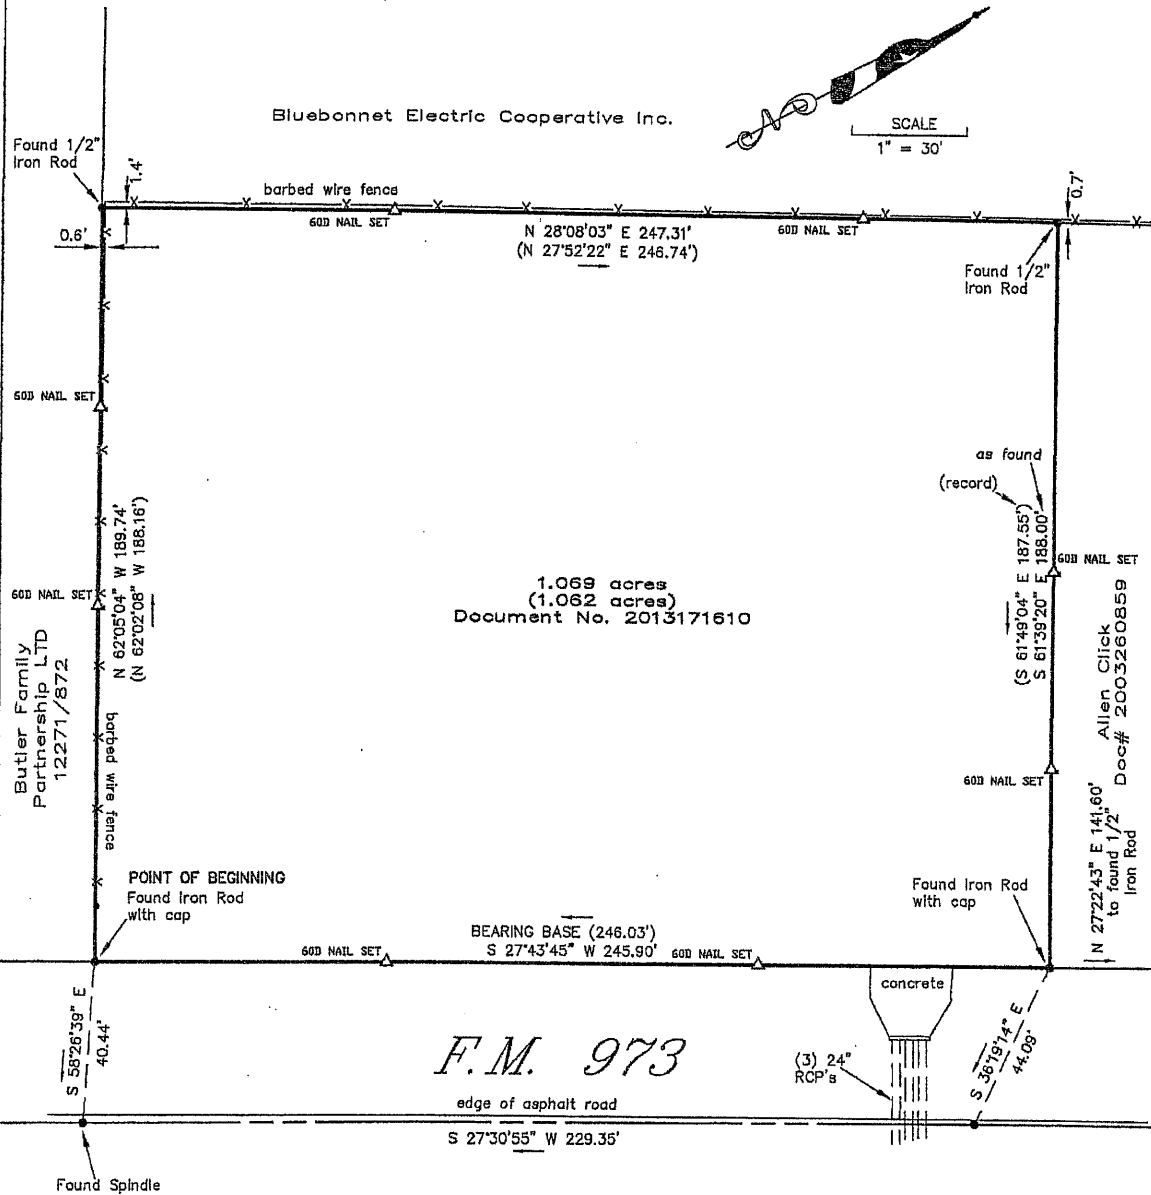 Bluebonnet Electric Cooperative Inc.
N
SCALE
1" = 30'
Found 1/2"
Iron Rod
1.4'
0.6'
barbed wire fence
60D NAIL SET
60D NAIL SET
N 28°08'03" E 247.31'
(N 27°52'22" E 246.74')
0.7'
Found 1/2"
Iron Rod
60D NAIL SET
60D NAIL SET
N 62°05'04" W 189.74'
(N 62°02'08" W 188.16')
Butler Family
Partnership LTD
12271/872
barbed wire fence
1.069 acres
(1.062 acres)
Document No. 2013171610
as found
(record)
(S 61°49'04" E 187.55')
S 61°39'20" E 188.00'
60D NAIL SET
60D NAIL SET
Allen Click
Doc# 2003260859
N 27°22'43" E 141.60'
to found 1/2"
Iron Rod
POINT OF BEGINNING
Found Iron Rod
with cap
Found Iron Rod
with cap
BEARING BASE (246.03')
S 27°43'45" W 245.90'
60D NAIL SET
60D NAIL SET
concrete
S 58°26'39" E
40.44'
F.M. 973
(3) 24"
RCP's
S 36°19'14" E
44.09'
edge of asphalt road
S 27°30'55" W 229.35'
Found Spindle